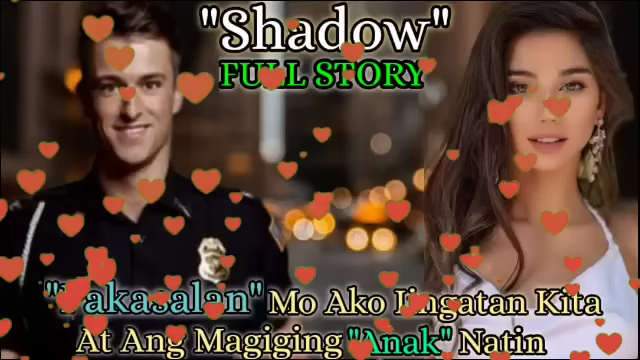 "Shadow"
FULL STORY
"Pakasalan" Mo Ako Iingatan Kita
At Ang Magiging "Anak" Natin